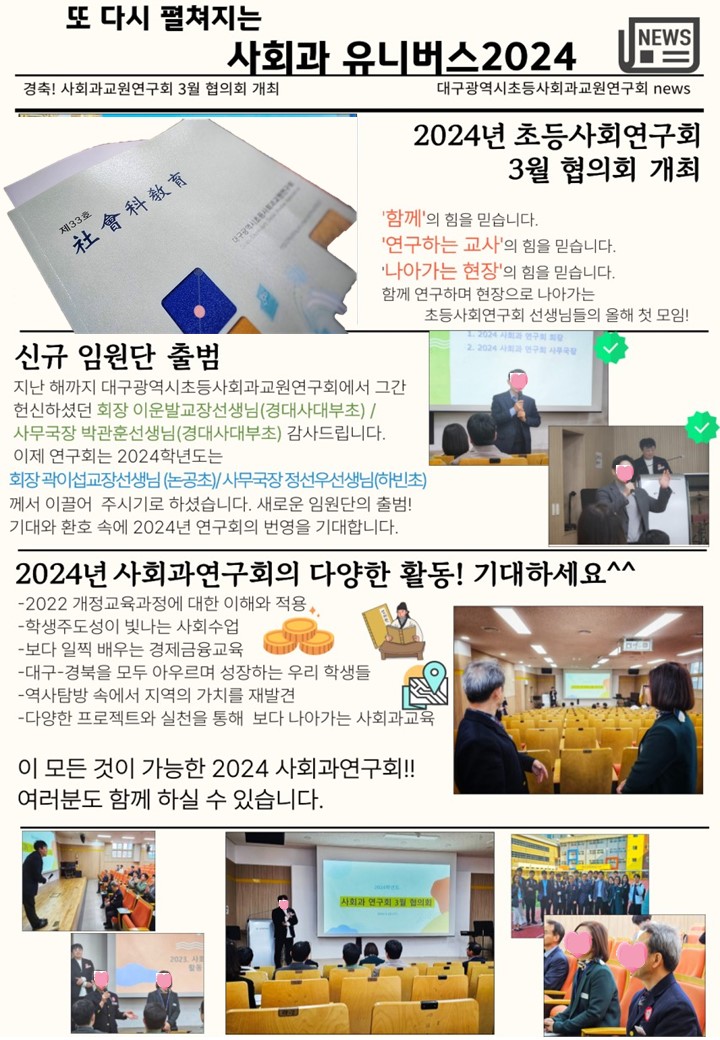 또 다시 펼쳐지는
사회과 유니버스2024
NEWS
경축! 사회과교원연구회 3월 협의회 개최
대구광역시초등사회과교원연구회 news
제33호
社會科敎育
2024년 초등사회연구회
3월 협의회 개최
'함께'의 힘을 믿습니다.
'연구하는 교사'의 힘을 믿습니다.
'나아가는 현장'의 힘을 믿습니다.
함께 연구하며 현장으로 나아가는
초등사회연구회 선생님들의 올해 첫 모임!
신규 임원단 출범
지난 해까지 대구광역시초등사회과교원연구회에서 그간
헌신하셨던 회장 이운발교장선생님(경대사대부초) /
사무국장 박관훈선생님(경대사대부초) 감사드립니다.
이제 연구회는 2024학년도는
회장 곽이섭교장선생님 (논공초)/ 사무국장 정선우선생님(하빈초)
께서 이끌어 주시기로 하셨습니다. 새로운 임원단의 출범!
기대와 환호 속에 2024년 연구회의 번영을 기대합니다.
1. 2024 사회과 연구회 회장
2. 2024 사회과 연구회 사무국장
2024년 사회과연구회의 다양한 활동! 기대하세요^^
-2022 개정교육과정에 대한 이해와 적용
-학생주도성이 빛나는 사회수업
-보다 일찍 배우는 경제금융교육
-대구-경북을 모두 아우르며 성장하는 우리 학생들
-역사탐방 속에서 지역의 가치를 재발견
-다양한 프로젝트와 실천을 통해 보다 나아가는 사회과교육
이 모든 것이 가능한 2024 사회과연구회!!
여러분도 함께 하실 수 있습니다.
2024학년도
사회과 연구회 3월 협의회
2023, 사회
활동